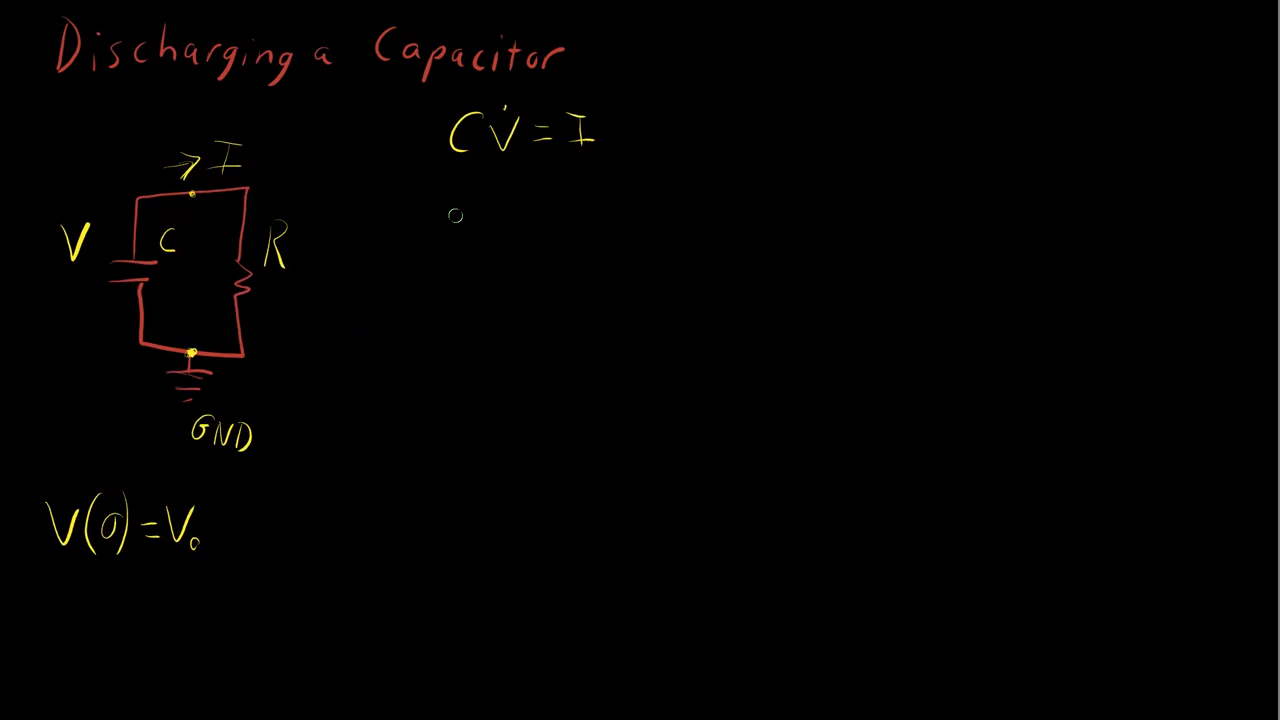 Discharging a Capacitor
CV̇ = I
→ I
V
C
R
GND
V(0) = V₀